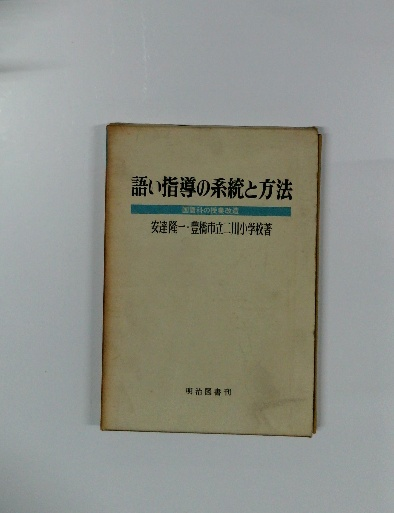 語い指導の系統と方法
国語科の授業改造
安達隆一・豊橋市立二川小学校著
明治図書刊